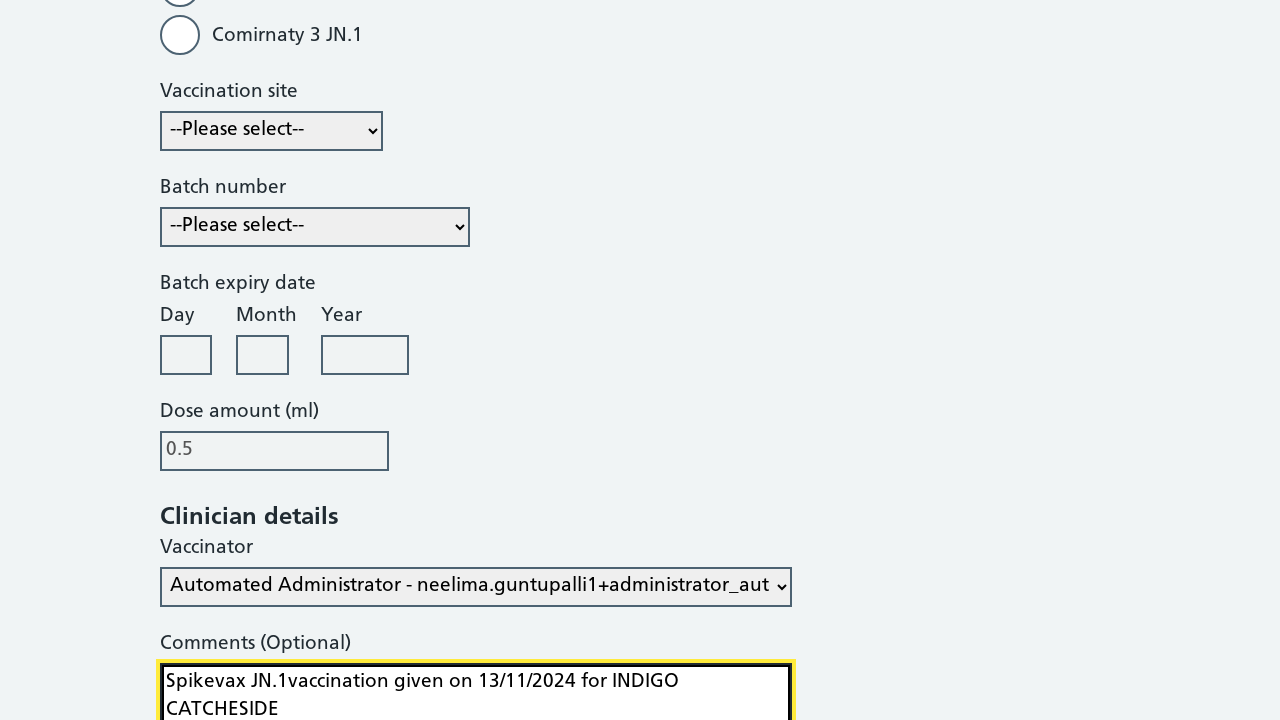 Comirnaty 3 JN.1
Vaccination site
--Please select--
Batch number
--Please select--
Batch expiry date
Day Month Year
Dose amount (ml)
0.5
Clinician details
Vaccinator
Automated Administrator - neelima.guntupalli1+administrator_aut
Comments (Optional)
Spikevax JN.1vaccination given on 13/11/2024 for INDIGO
CATCHESIDE